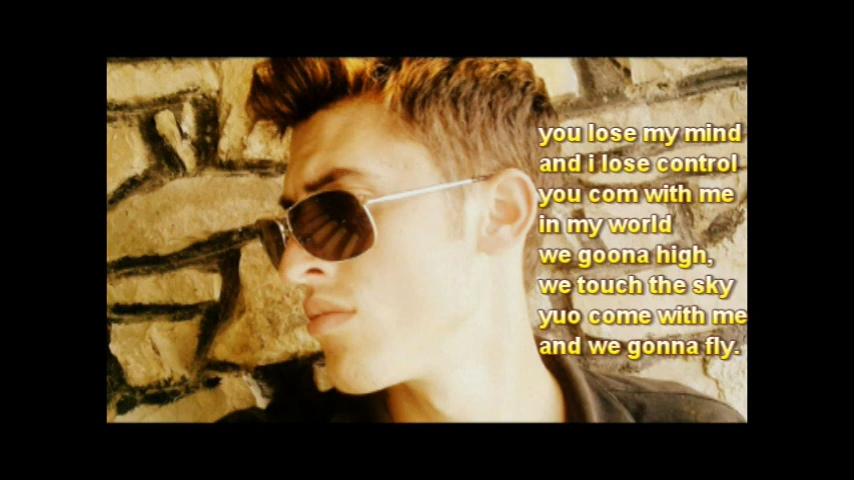 you lose my mind
and i lose control
you com with me
in my world
we goona high,
we touch the sky
yuo come with me
and we gonna fly.